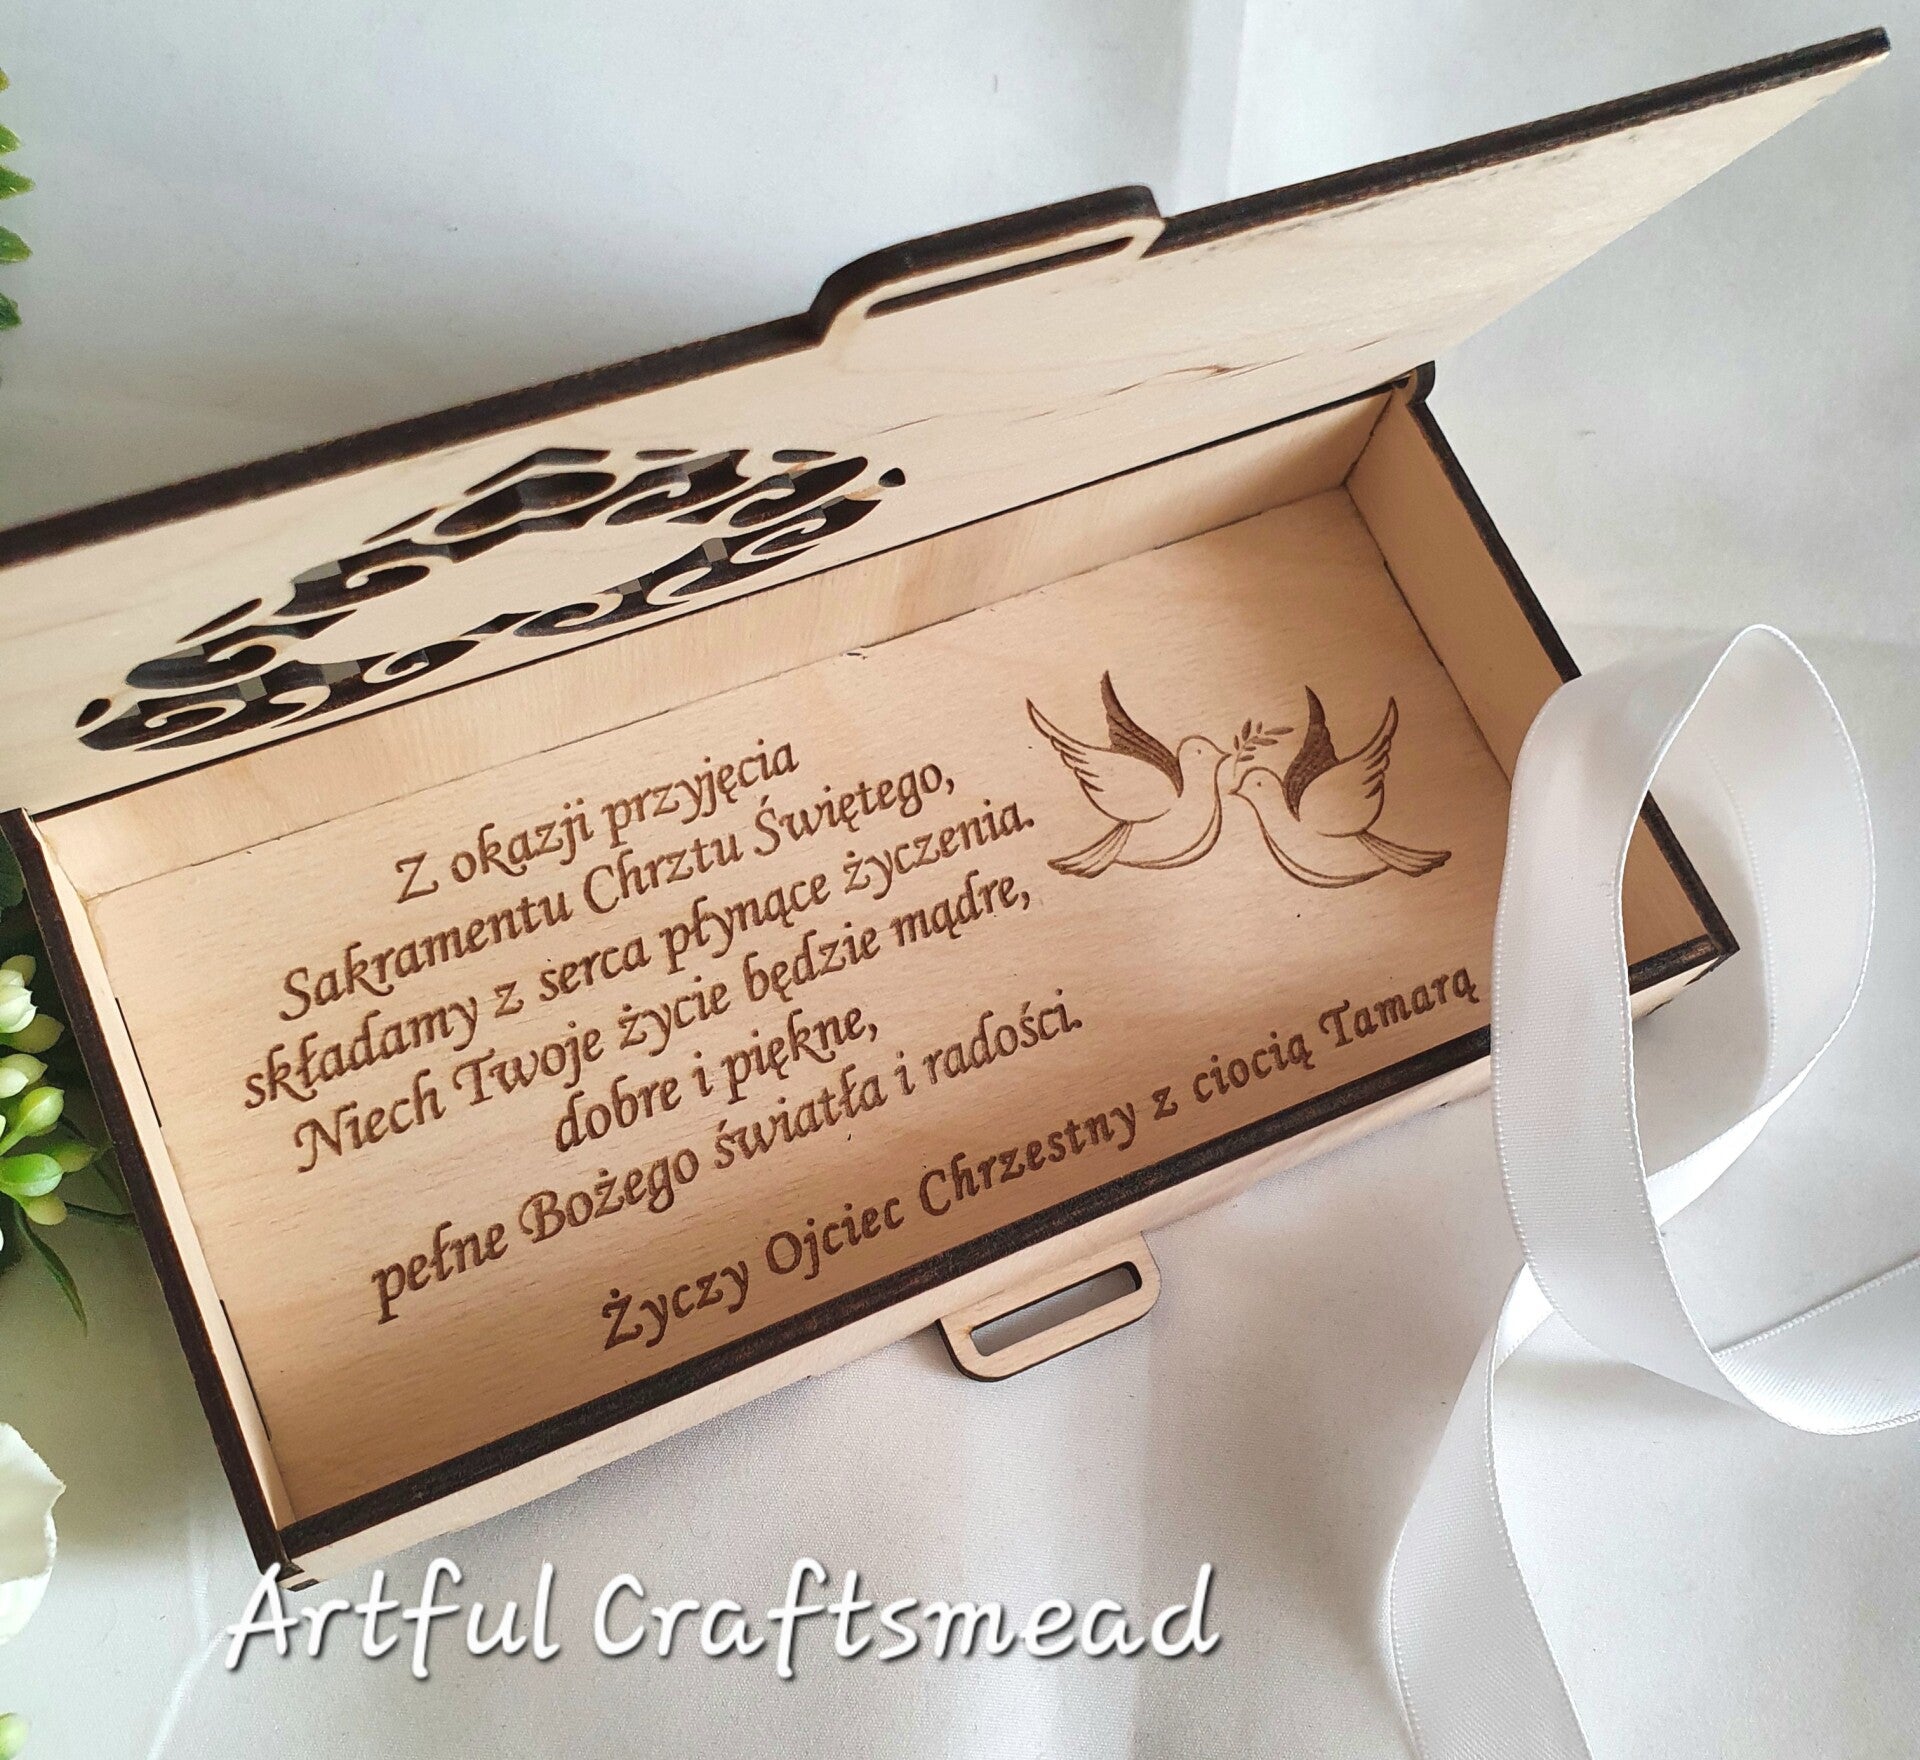 Z okazji przyjęcia
Sakramentu Chrztu Świętego,
składamy z serca płynące życzenia.
Niech Twoje życie będzie mądre,
dobre i piękne,
pełne Bożego światła i radości.
Życzy Ojciec Chrzestny z ciocią Tamarą
Artful Craftsmead